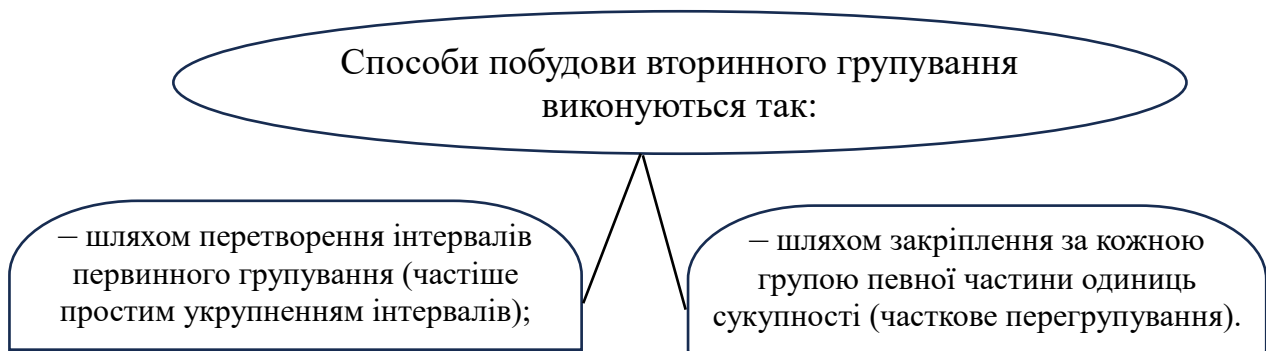 Способи побудови вторинного групування
виконуються так:
– шляхом перетворення інтервалів
первинного групування (частіше
простим укрупненням інтервалів);
– шляхом закріплення за кожною
групою певної частини одиниць
сукупності (часткове перегрупування).